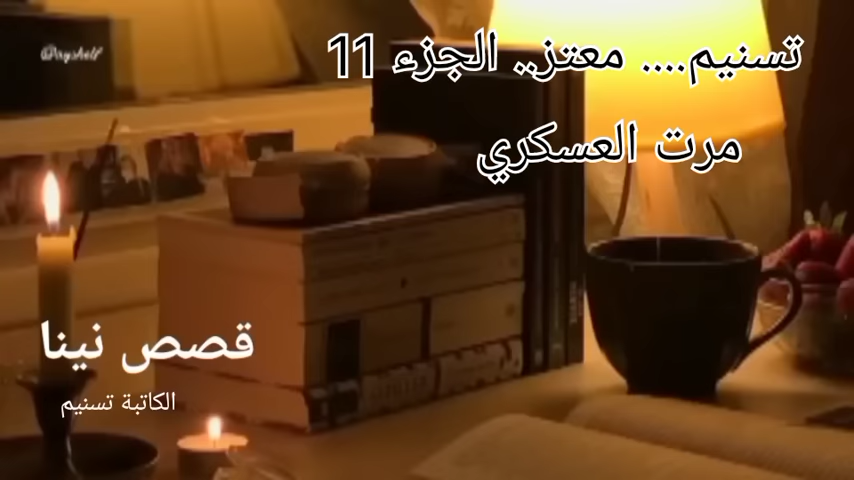 تسنيم.... معتز.. الجزء 11
مرت العسكري
قصص نينا
الكاتبة تسنيم